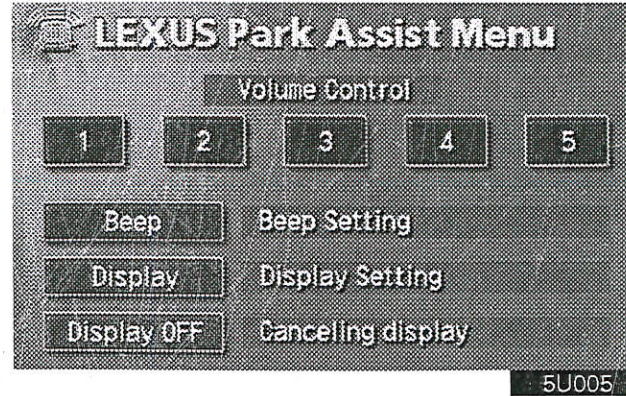 LEXUS Park Assist Menu
Volume Control
1 2 3 4 5
Beep Beep Setting
Display Display Setting
Display OFF Canceling display
5U005